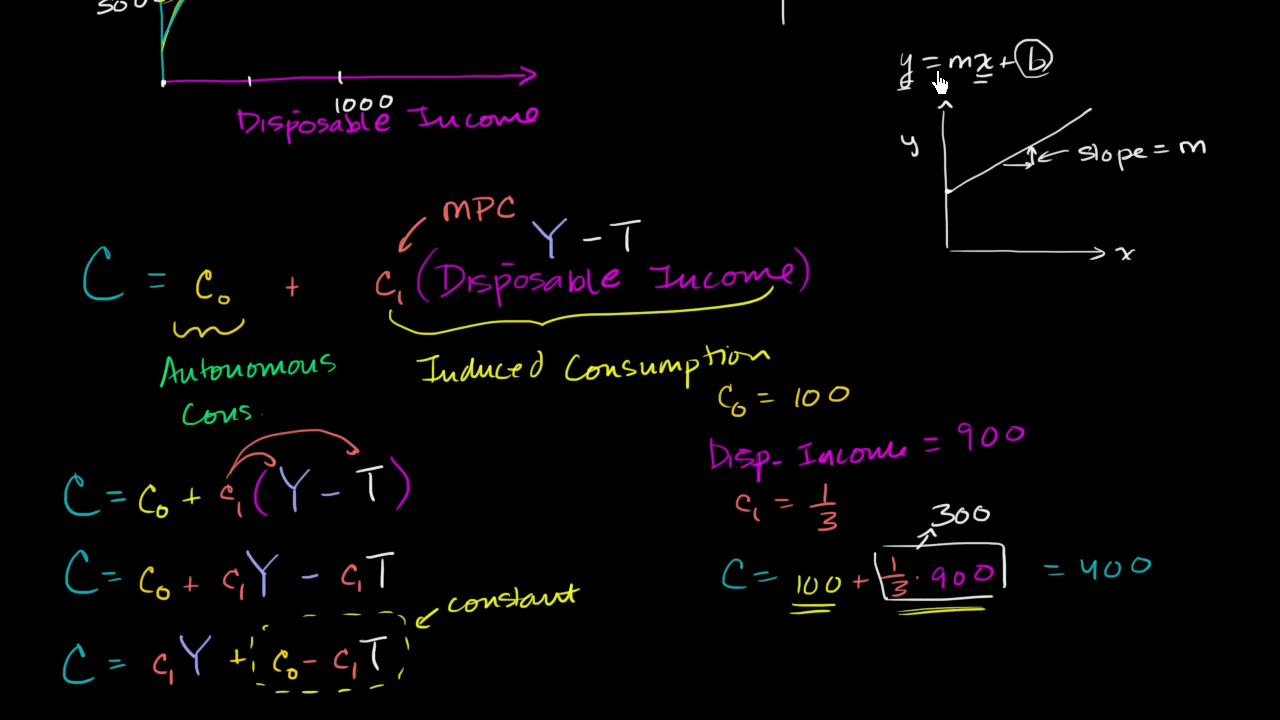 500
1000
Disposable Income
y = mx + b
y
slope = m
x
MPC
Y - T
C = C₀ + C₁ (Disposable Income)
Autonomous Cons.
Induced Consumption
C₀ = 100
Disp. Income = 900
C₁ = 1/3
300
C = 100 + 1/3 · 900 = 400
C = C₀ + C₁ (Y - T)
C = C₀ + C₁Y - C₁T
constant
C = C₁Y + C₀ - C₁T